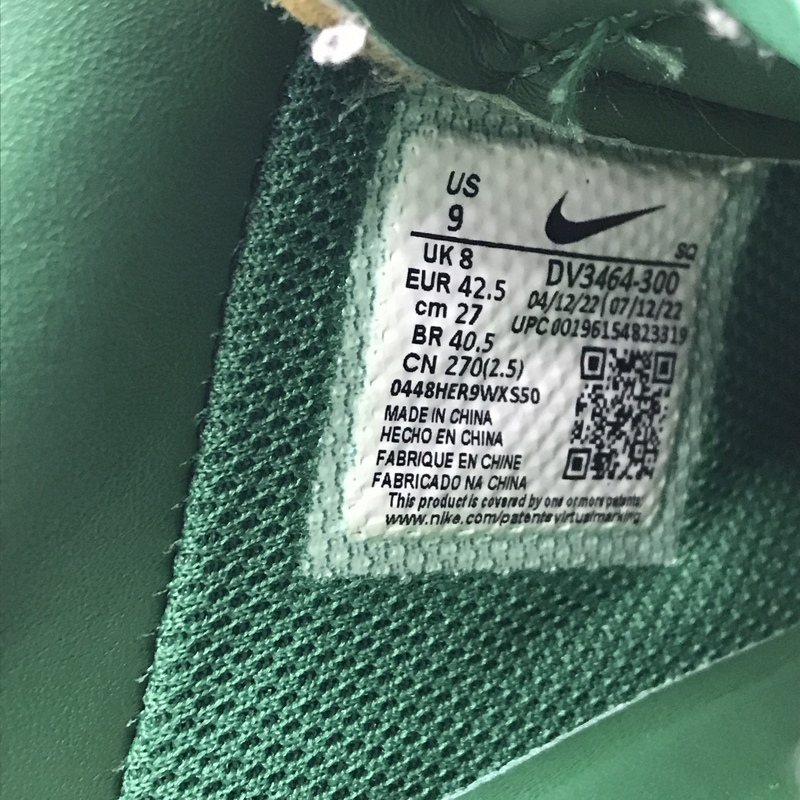 US
9
SQ
UK 8
DV3464-300
EUR 42.5
04/12/22 | 07/12/22
cm 27
UPC 00196154823319
BR 40.5
CN 270(2.5)
0448HER9WXS50
MADE IN CHINA
HECHO EN CHINA
FABRIQUE EN CHINE
FABRICADO NA CHINA
This product is covered by one or more patents:
www.nike.com/patentsvirtualmarking